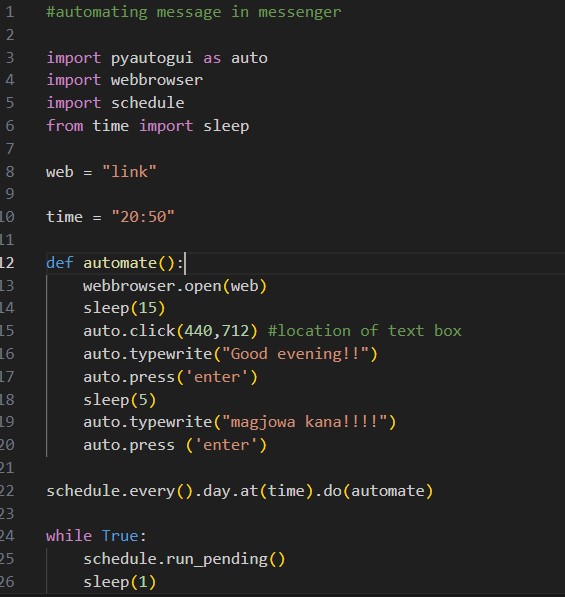 1 #automating message in messenger
2
3 import pyautogui as auto
4 import webbrowser
5 import schedule
6 from time import sleep
7
8 web = "link"
9
10 time = "20:50"
11
12 def automate():
13     webbrowser.open(web)
14     sleep(15)
15     auto.click(440,712) #location of text box
16     auto.typewrite("Good evening!!")
17     auto.press('enter')
18     sleep(5)
19     auto.typewrite("magjowa kana!!!!")
20     auto.press ('enter')
21
22 schedule.every().day.at(time).do(automate)
23
24 while True:
25     schedule.run_pending()
26     sleep(1)